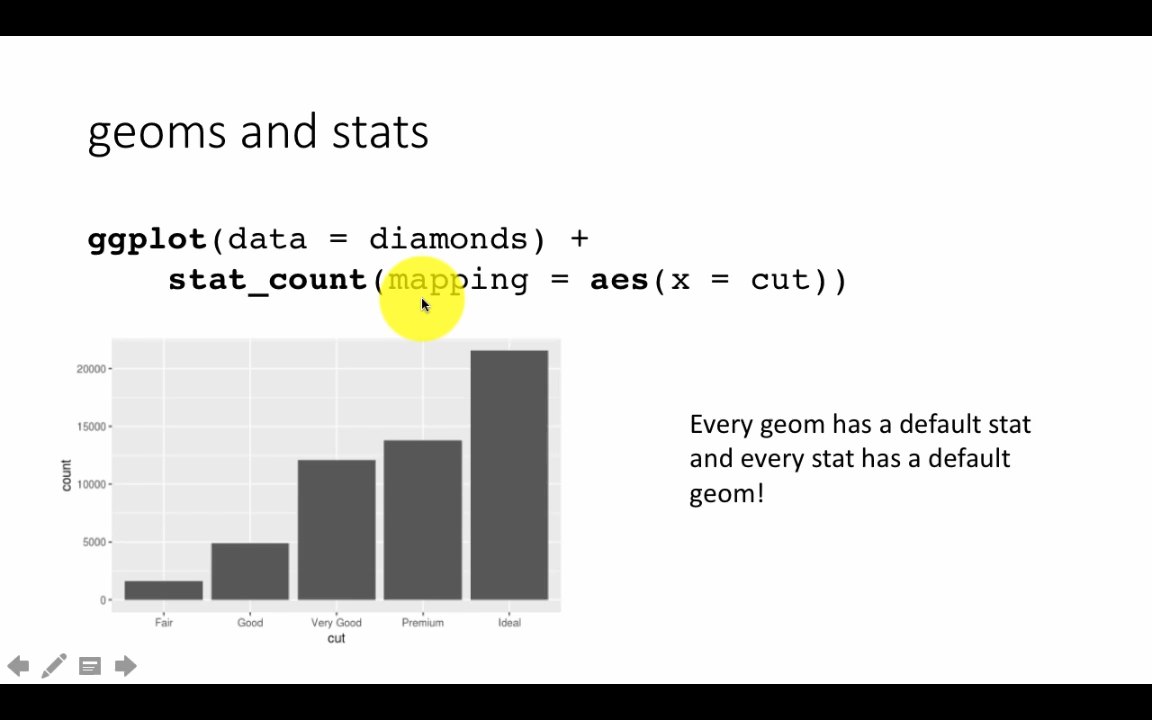 geoms and stats
ggplot(data = diamonds) +
stat_count(mapping = aes(x = cut))
20000
15000
10000
5000
0
count
Fair Good Very Good Premium Ideal
cut
Every geom has a default stat
and every stat has a default
geom!